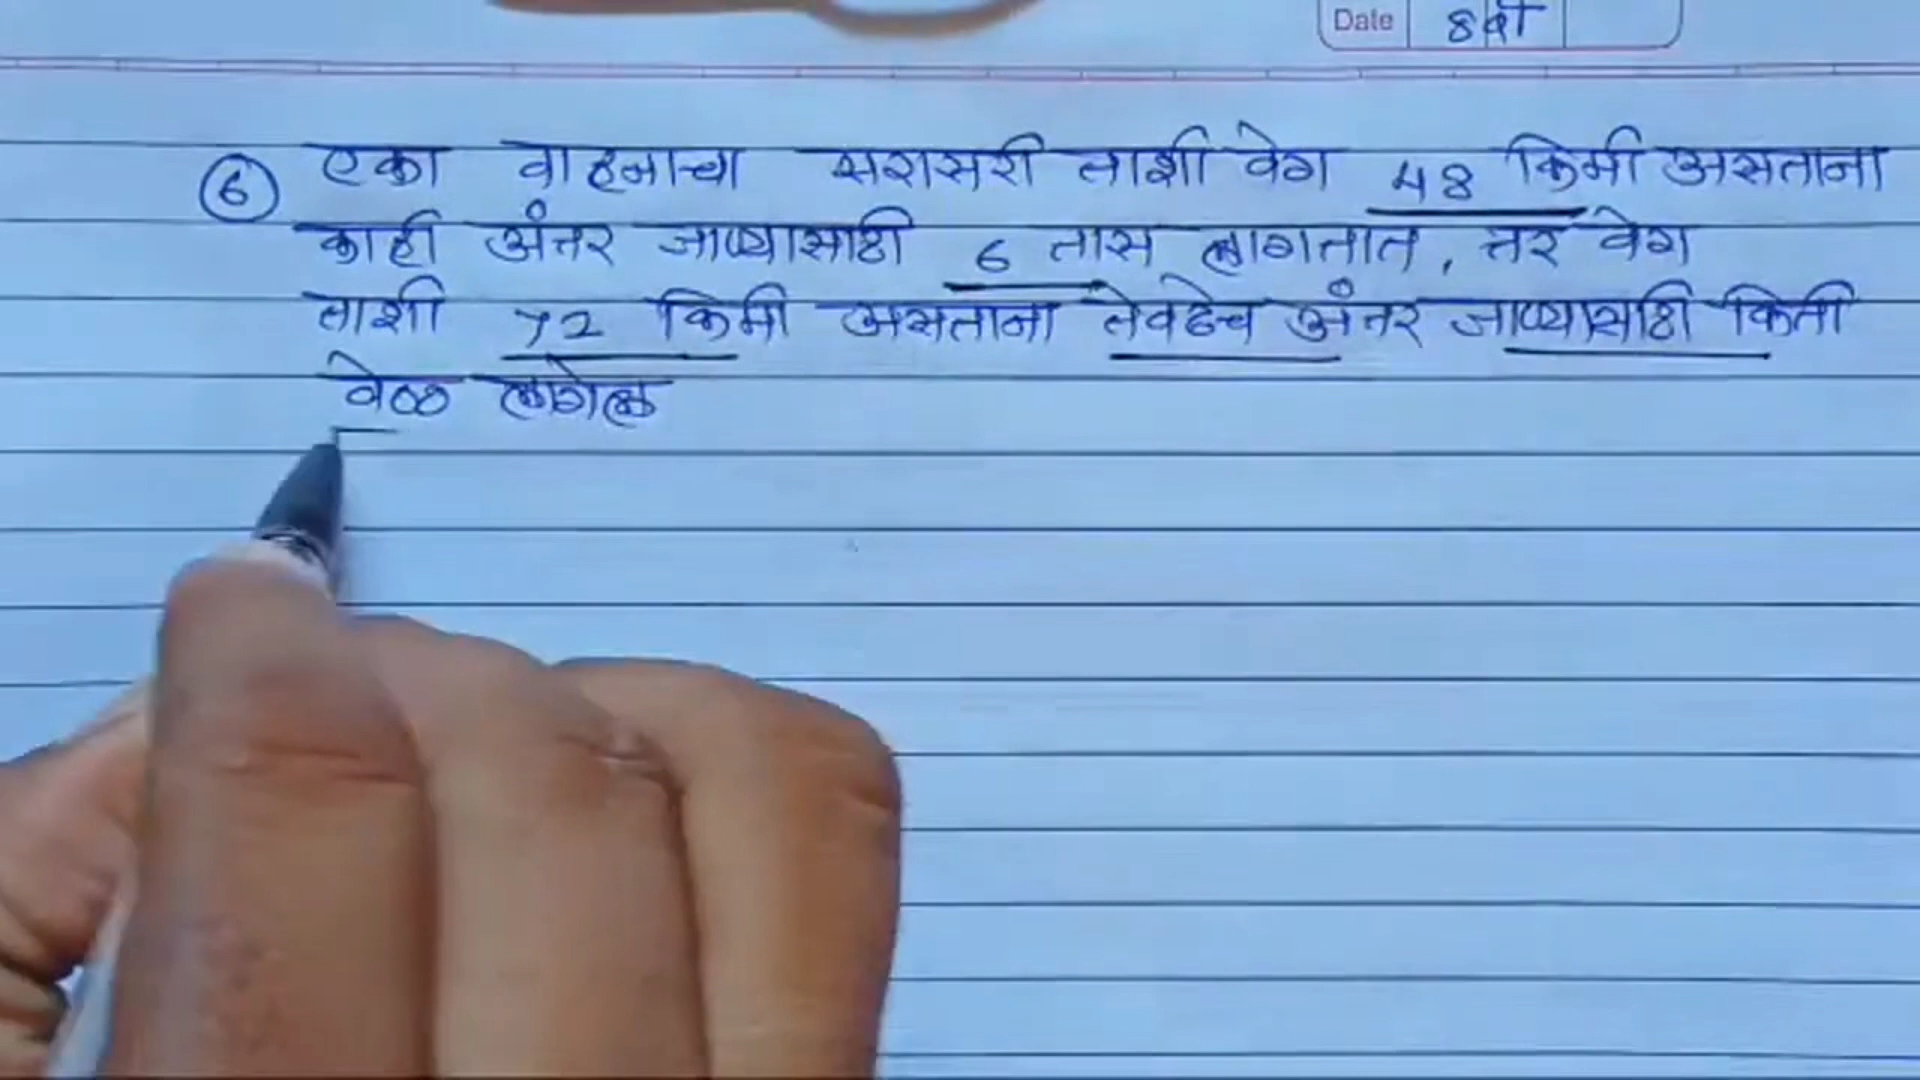 Date 8वी
⑥ एका वाहनाचा सरासरी ताशी वेग 48 किमी असताना
काही अंतर जाण्यासाठी 6 तास लागतात, तर वेग
ताशी 72 किमी असताना तेवढेच अंतर जाण्यासाठी किती
वेळ लागेल